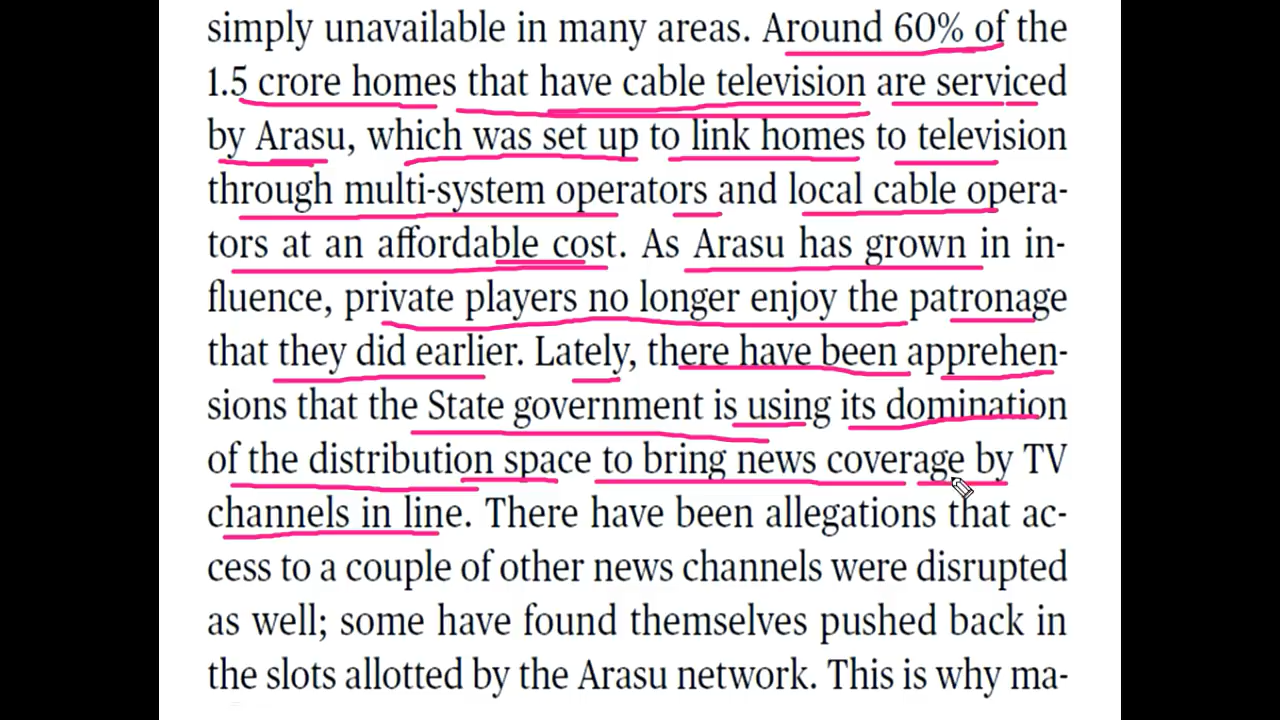 simply unavailable in many areas. Around 60% of the
1.5 crore homes that have cable television are serviced
by Arasu, which was set up to link homes to television
through multi-system operators and local cable opera-
tors at an affordable cost. As Arasu has grown in in-
fluence, private players no longer enjoy the patronage
that they did earlier. Lately, there have been apprehen-
sions that the State government is using its domination
of the distribution space to bring news coverage by TV
channels in line. There have been allegations that ac-
cess to a couple of other news channels were disrupted
as well; some have found themselves pushed back in
the slots allotted by the Arasu network. This is why ma-